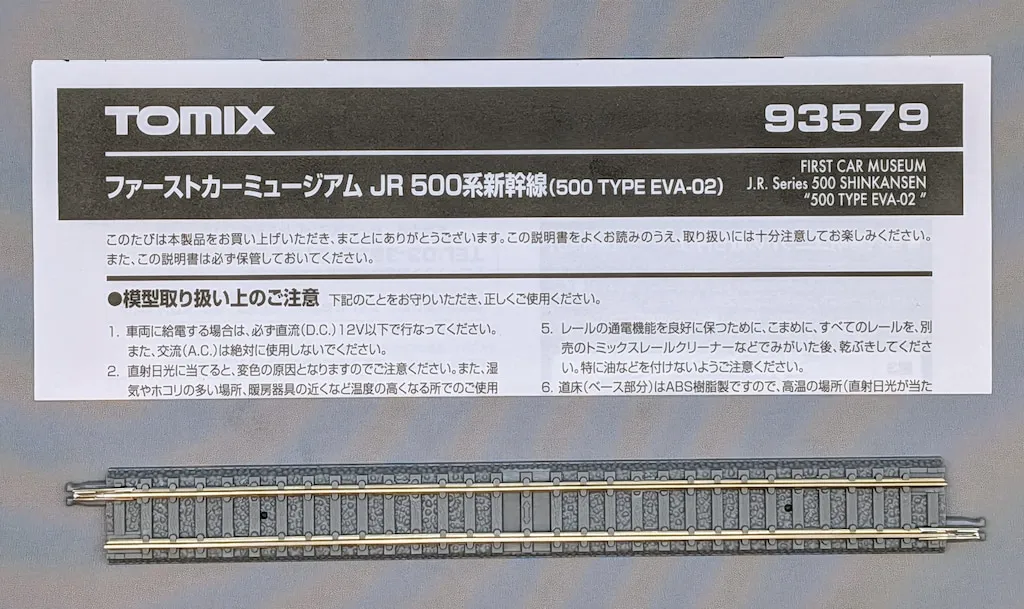 TOMIX
93579
ファーストカーミュージアム JR 500系新幹線(500 TYPE EVA-02)
FIRST CAR MUSEUM
J.R. Series 500 SHINKANSEN
"500 TYPE EVA-02 "
このたびは本製品をお買い上げいただき、まことにありがとうございます。この説明書をよくお読みのうえ、取り扱いには十分注意してお楽しみください。
また、この説明書は必ず保管しておいてください。
●模型取り扱い上のご注意 下記のことをお守りいただき、正しくご使用ください。
1. 車両に給電する場合は、必ず直流(D.C.)12V以下で行なってください。
また、交流(A.C.)は絶対に使用しないでください。
2. 直射日光に当てると、変色の原因となりますのでご注意ください。また、湿
気やホコリの多い場所、暖房器具の近くなど温度の高くなる所でのご使用
5. レールの通電機能を良好に保つために、こまめに、すべてのレールを、別
売のトミックスレールクリーナーなどでみがいた後、乾ぶきしてくださ
い。特に油などを付けないようご注意ください。
6. 道床(ベース部分)はABS樹脂製ですので、高温の場所(直射日光が当た